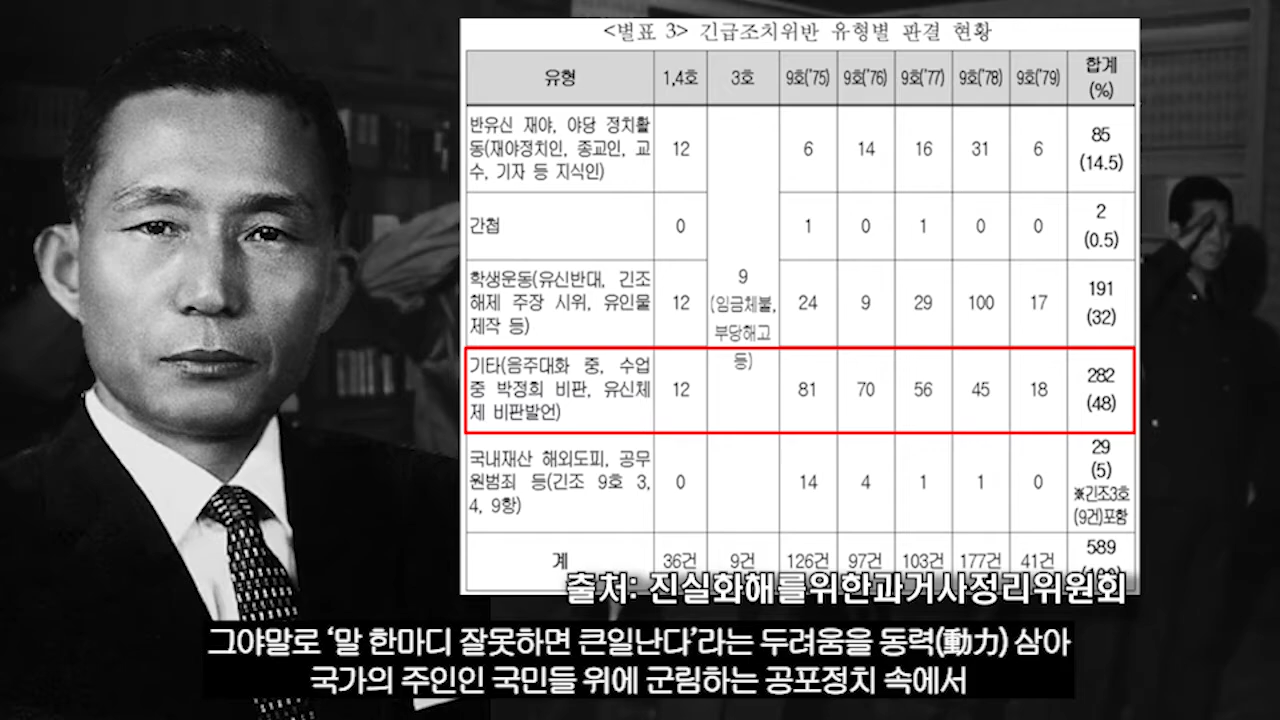 <별표 3> 긴급조치위반 유형별 판결 현황
유형 1,4호 3호 9호('75) 9호('76) 9호('77) 9호('78) 9호('79) 합계 (%)
반유신 재야, 야당 정치활
동(재야정치인, 종교인, 교
수, 기자 등 지식인)
12 6 14 16 31 6 85 (14.5)
간첩 0 1 0 1 0 0 2 (0.5)
학생운동(유신반대, 긴조
해제 주장 시위, 유인물
제작 등)
12 24 9 29 100 17 191 (32)
9
(임금체불,
부당해고
등)
기타(음주대화 중, 수업
중 박정희 비판, 유신체
제 비판발언)
12 81 70 56 45 18 282 (48)
국내재산 해외도피, 공무
원범죄 등(긴조 9호 3,
4, 9항)
0 14 4 1 1 0 29
(5)
※긴조3호
(9건)포함
계 36건 9건 126건 97건 103건 177건 41건 589
출처: 진실화해를위한과거사정리위원회
그야말로 ‘말 한마디 잘못하면 큰일난다’라는 두려움을 동력(動力) 삼아
국가의 주인인 국민들 위에 군림하는 공포정치 속에서